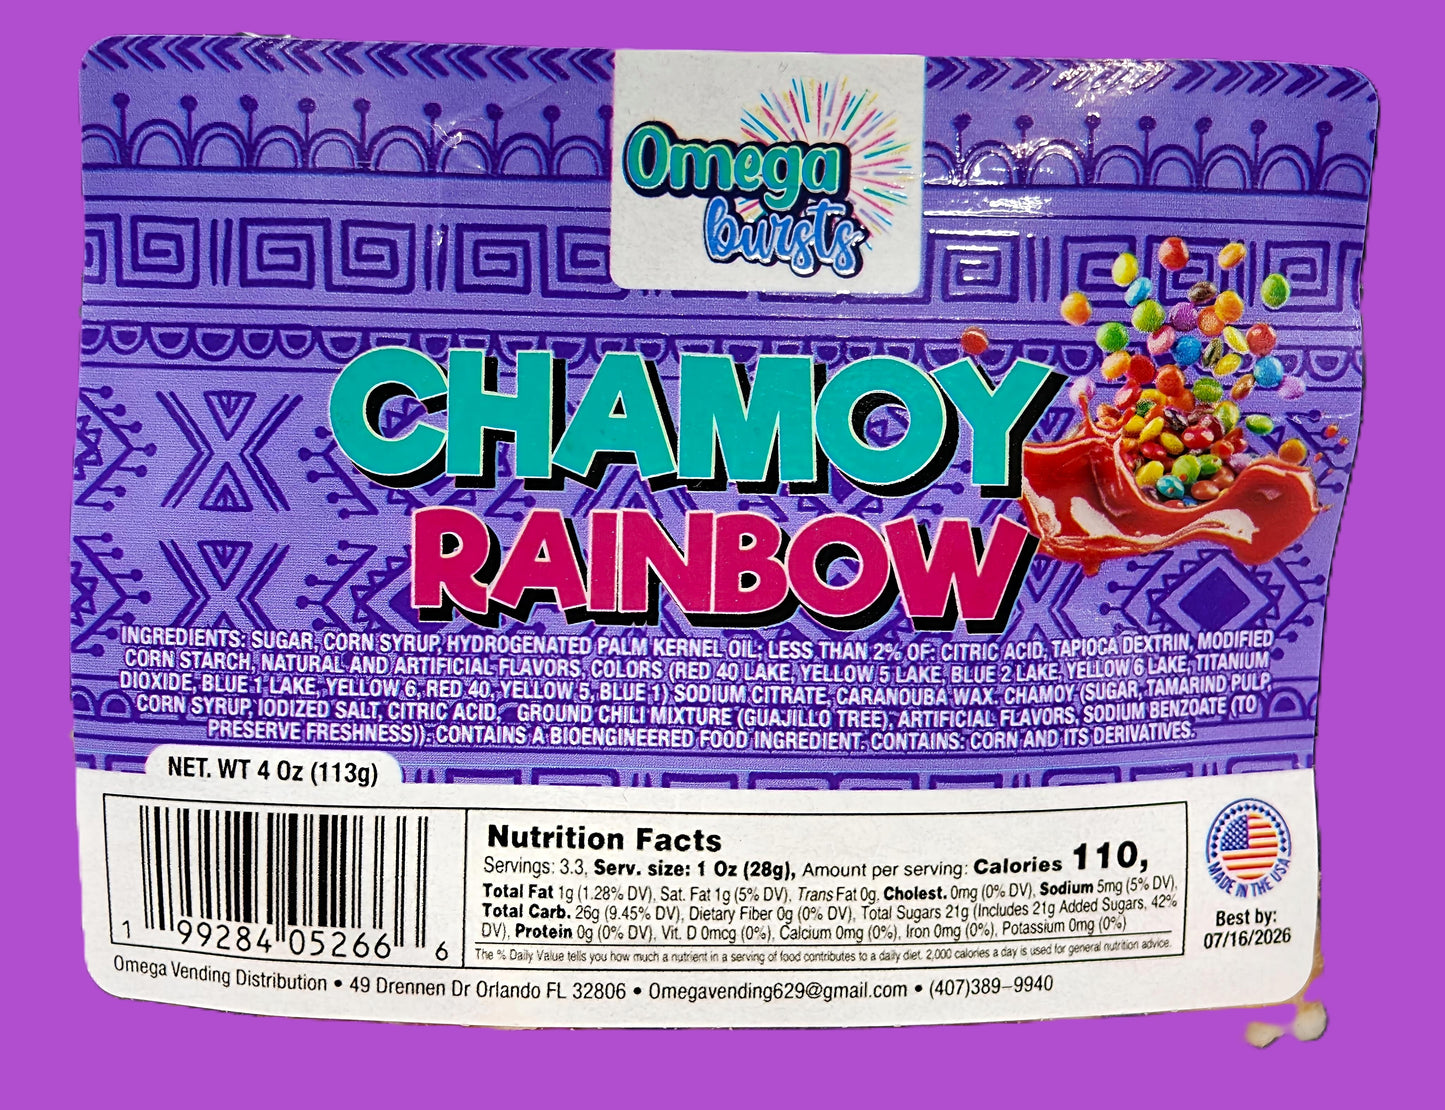 Omega
bursts
CHAMOY
RAINBOW
INGREDIENTS: SUGAR, CORN SYRUP, HYDROGENATED PALM KERNEL OIL; LESS THAN 2% OF: CITRIC ACID, TAPIOCA DEXTRIN, MODIFIED
CORN STARCH, NATURAL AND ARTIFICIAL FLAVORS, COLORS (RED 40 LAKE, YELLOW 5 LAKE, BLUE 2 LAKE, YELLOW 6 LAKE, TITANIUM
DIOXIDE, BLUE 1 LAKE, YELLOW 6, RED 40, YELLOW 5, BLUE 1) SODIUM CITRATE, CARANOUBA WAX. CHAMOY (SUGAR, TAMARIND PULP,
CORN SYRUP, IODIZED SALT, CITRIC ACID, GROUND CHILI MIXTURE (GUAJILLO TREE), ARTIFICIAL FLAVORS, SODIUM BENZOATE (TO
PRESERVE FRESHNESS)). CONTAINS A BIOENGINEERED FOOD INGREDIENT. CONTAINS: CORN AND ITS DERIVATIVES.
NET. WT 4 Oz (113g)
1 99284 05266 6
Nutrition Facts
Servings: 3.3, Serv. size: 1 Oz (28g), Amount per serving: Calories 110,
Total Fat 1g (1.28% DV), Sat. Fat 1g (5% DV), Trans Fat 0g, Cholest. 0mg (0% DV), Sodium 5mg (5% DV),
Total Carb. 26g (9.45% DV), Dietary Fiber 0g (0% DV), Total Sugars 21g (Includes 21g Added Sugars, 42%
DV), Protein 0g (0% DV), Vit. D 0mcg (0%), Calcium 0mg (0%), Iron 0mg (0%), Potassium 0mg (0%)
The % Daily Value tells you how much a nutrient in a serving of food contributes to a daily diet. 2,000 calories a day is used for general nutrition advice.
MADE IN THE USA
Best by:
07/16/2026
Omega Vending Distribution • 49 Drennen Dr Orlando FL 32806 • Omegavending629@gmail.com • (407)389-9940